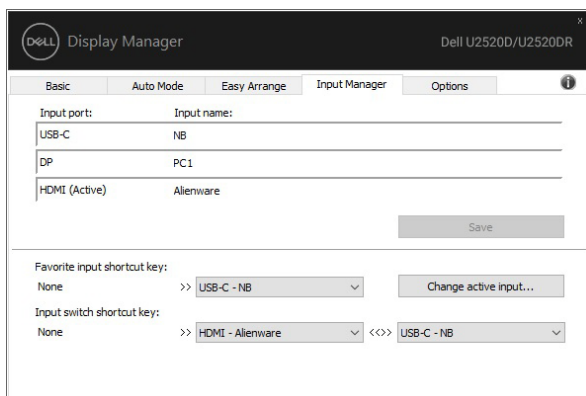 DELL Display Manager Dell U2520D/U2520DR x
Basic Auto Mode Easy Arrange Input Manager Options i
Input port: Input name:
USB-C NB
DP PC1
HDMI (Active) Alienware
Save
Favorite input shortcut key:
None >> USB-C - NB Change active input...
Input switch shortcut key:
None >> HDMI - Alienware <<>> USB-C - NB